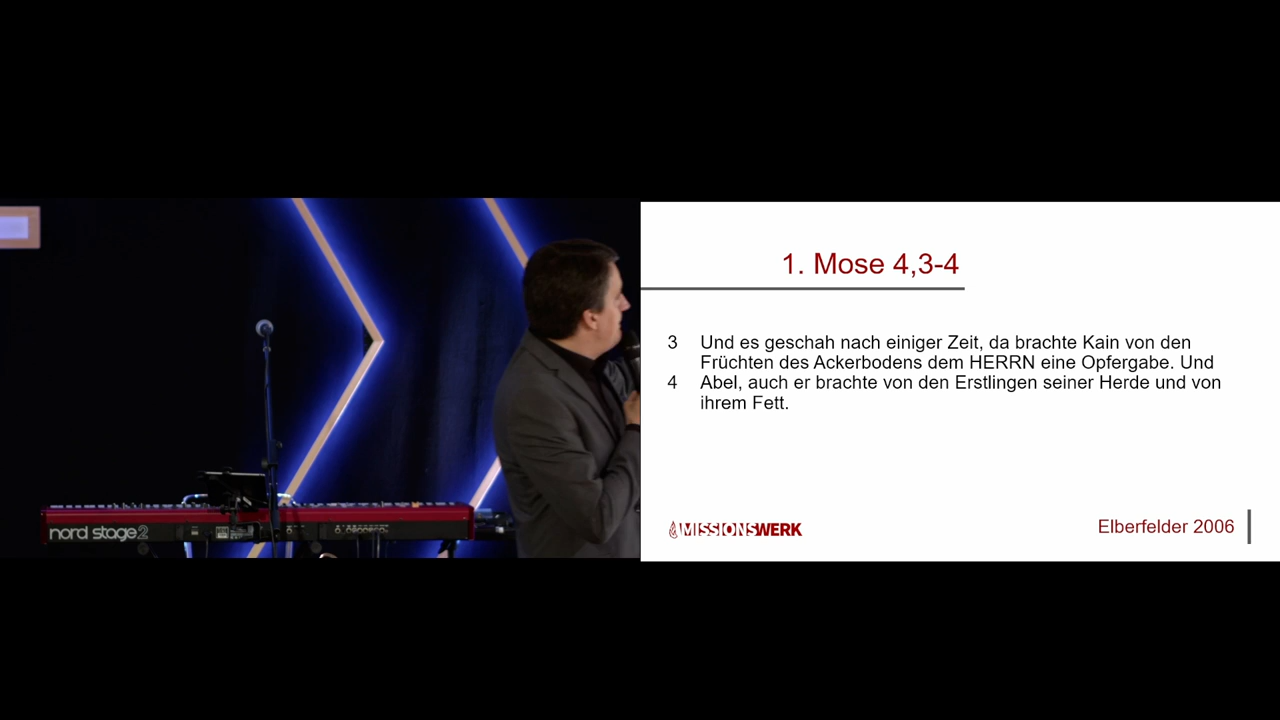 nord stage2
1. Mose 4,3-4
3 Und es geschah nach einiger Zeit, da brachte Kain von den
Früchten des Ackerbodens dem HERRN eine Opfergabe. Und
4 Abel, auch er brachte von den Erstlingen seiner Herde und von
ihrem Fett.
MISSIONSWERK
Elberfelder 2006